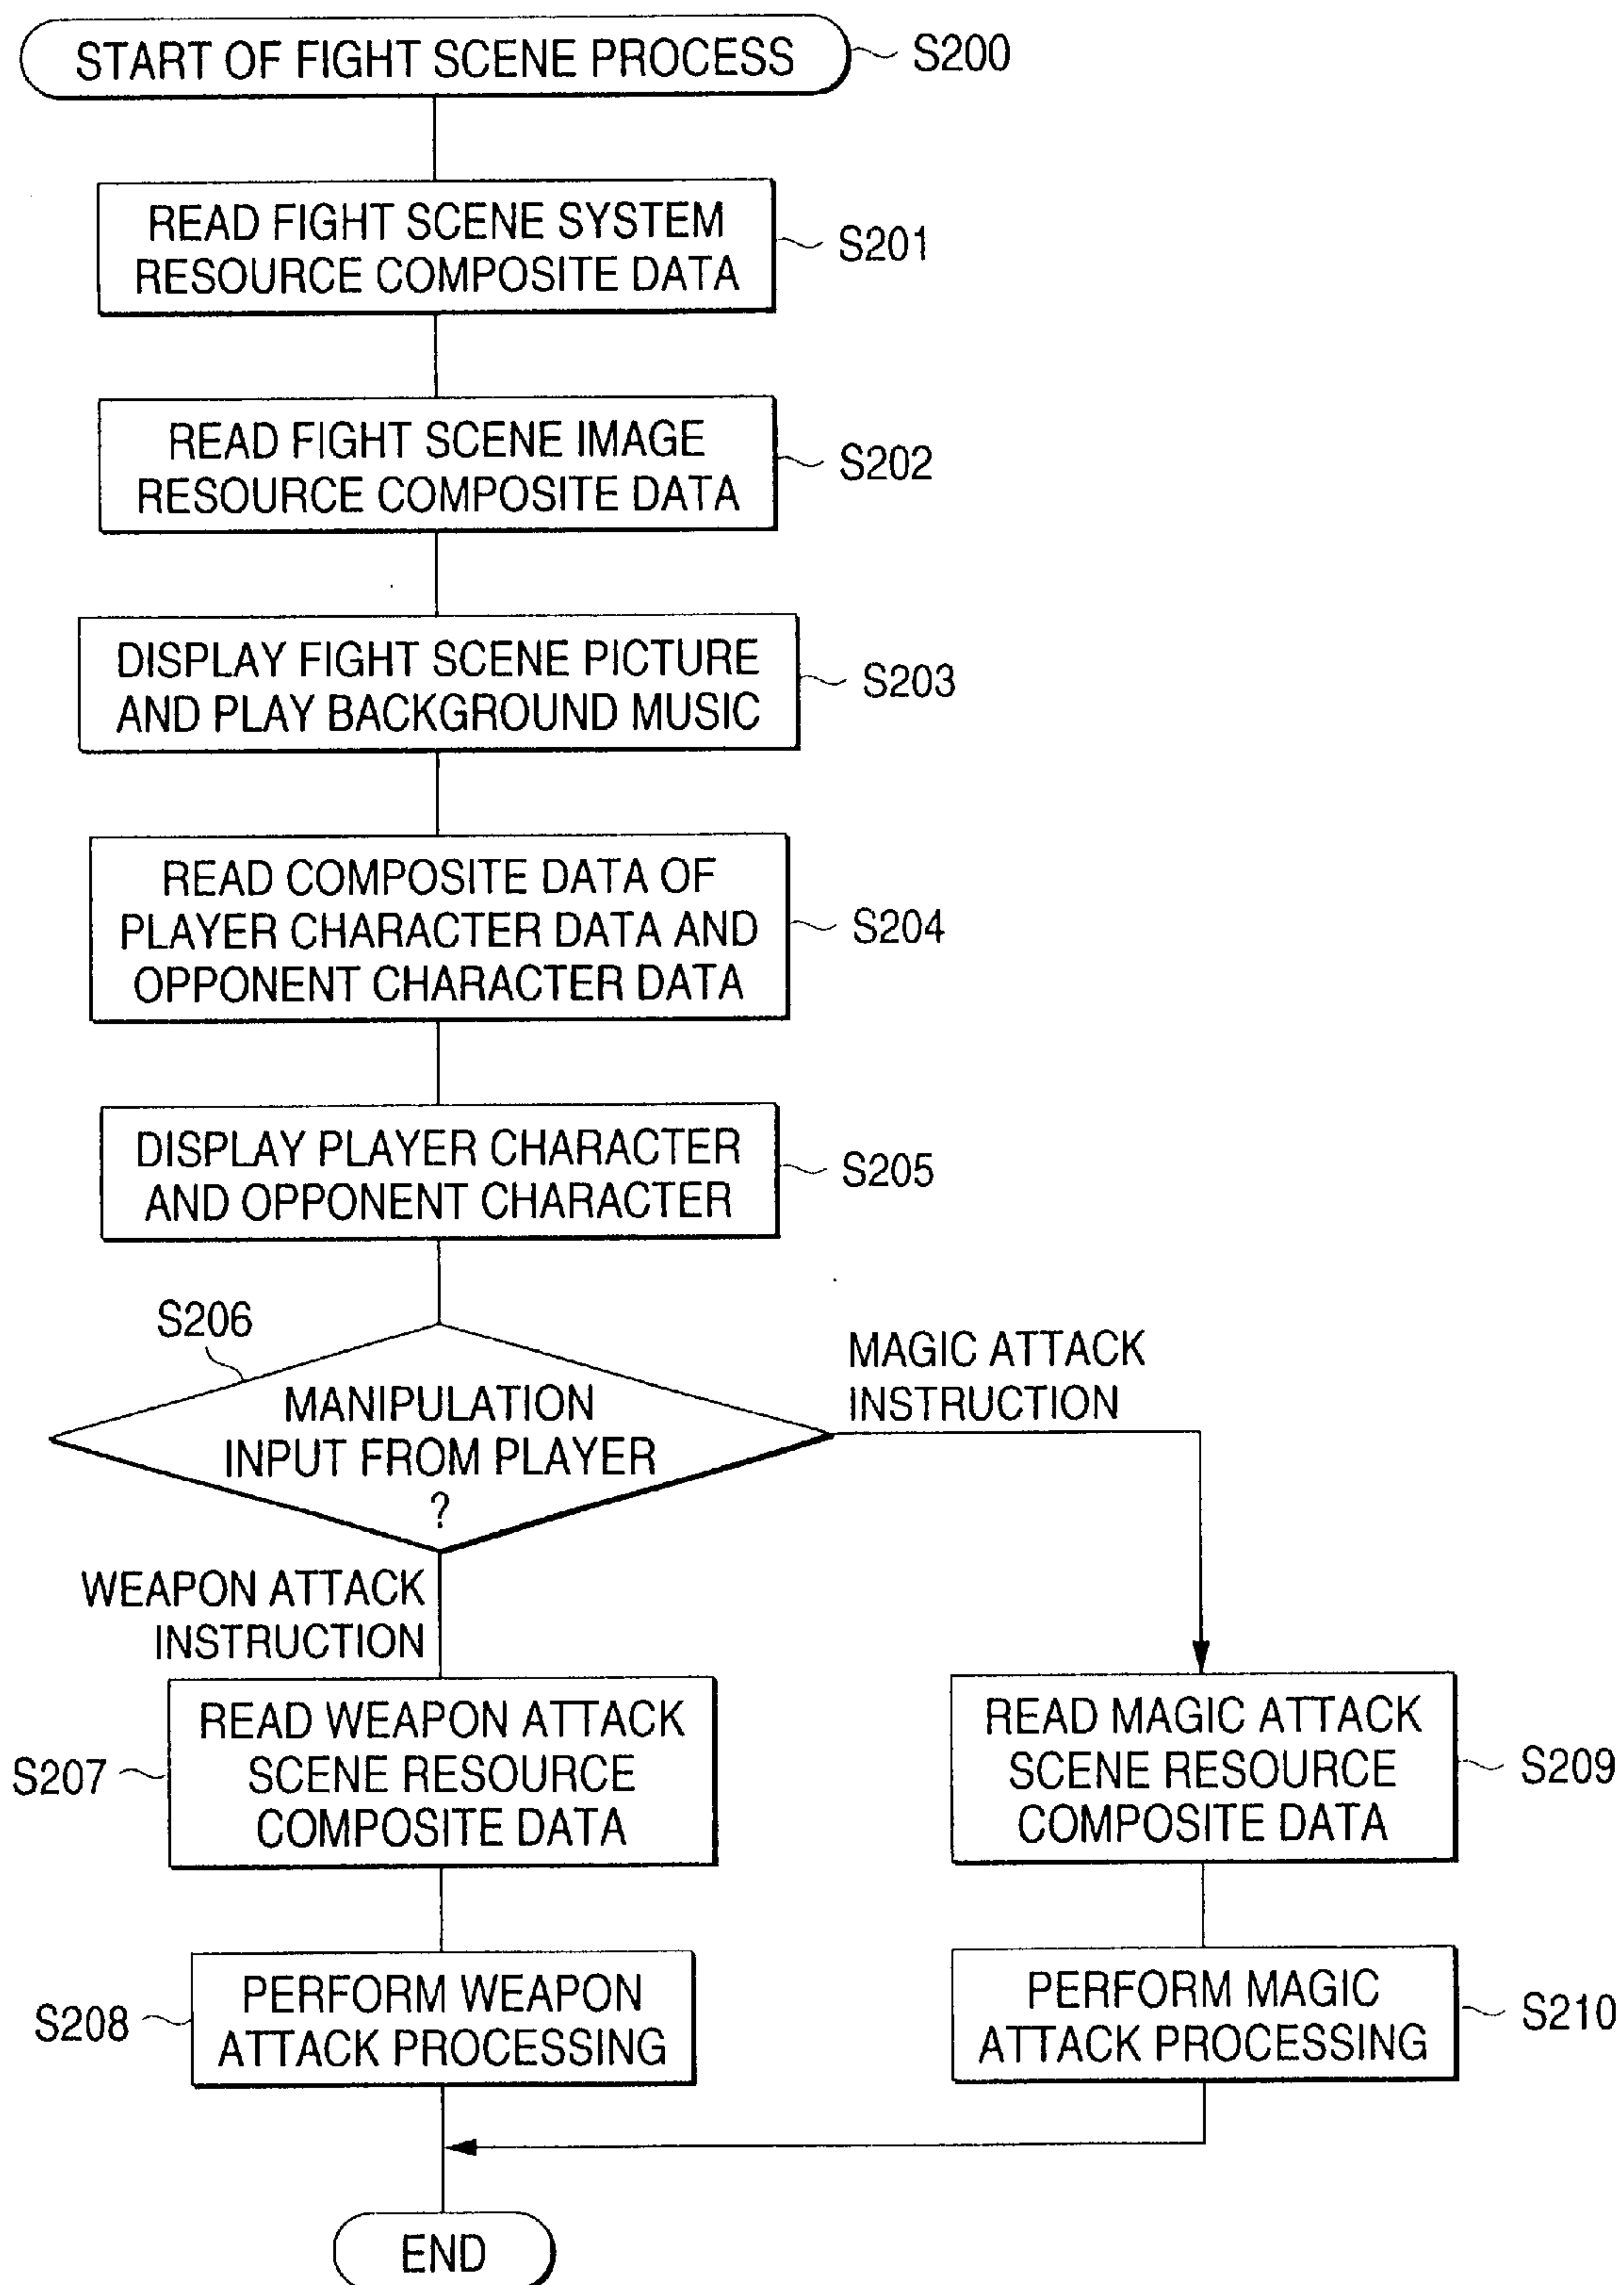 START OF FIGHT SCENE PROCESS
S200
READ FIGHT SCENE SYSTEM
RESOURCE COMPOSITE DATA
S201
READ FIGHT SCENE IMAGE
RESOURCE COMPOSITE DATA
S202
DISPLAY FIGHT SCENE PICTURE
AND PLAY BACKGROUND MUSIC
S203
READ COMPOSITE DATA OF
PLAYER CHARACTER DATA AND
OPPONENT CHARACTER DATA
S204
DISPLAY PLAYER CHARACTER
AND OPPONENT CHARACTER
S205
S206
MANIPULATION
INPUT FROM PLAYER
?
MAGIC ATTACK
INSTRUCTION
WEAPON ATTACK
INSTRUCTION
READ WEAPON ATTACK
SCENE RESOURCE
COMPOSITE DATA
S207
READ MAGIC ATTACK
SCENE RESOURCE
COMPOSITE DATA
S209
PERFORM WEAPON
ATTACK PROCESSING
S208
PERFORM MAGIC
ATTACK PROCESSING
S210
END